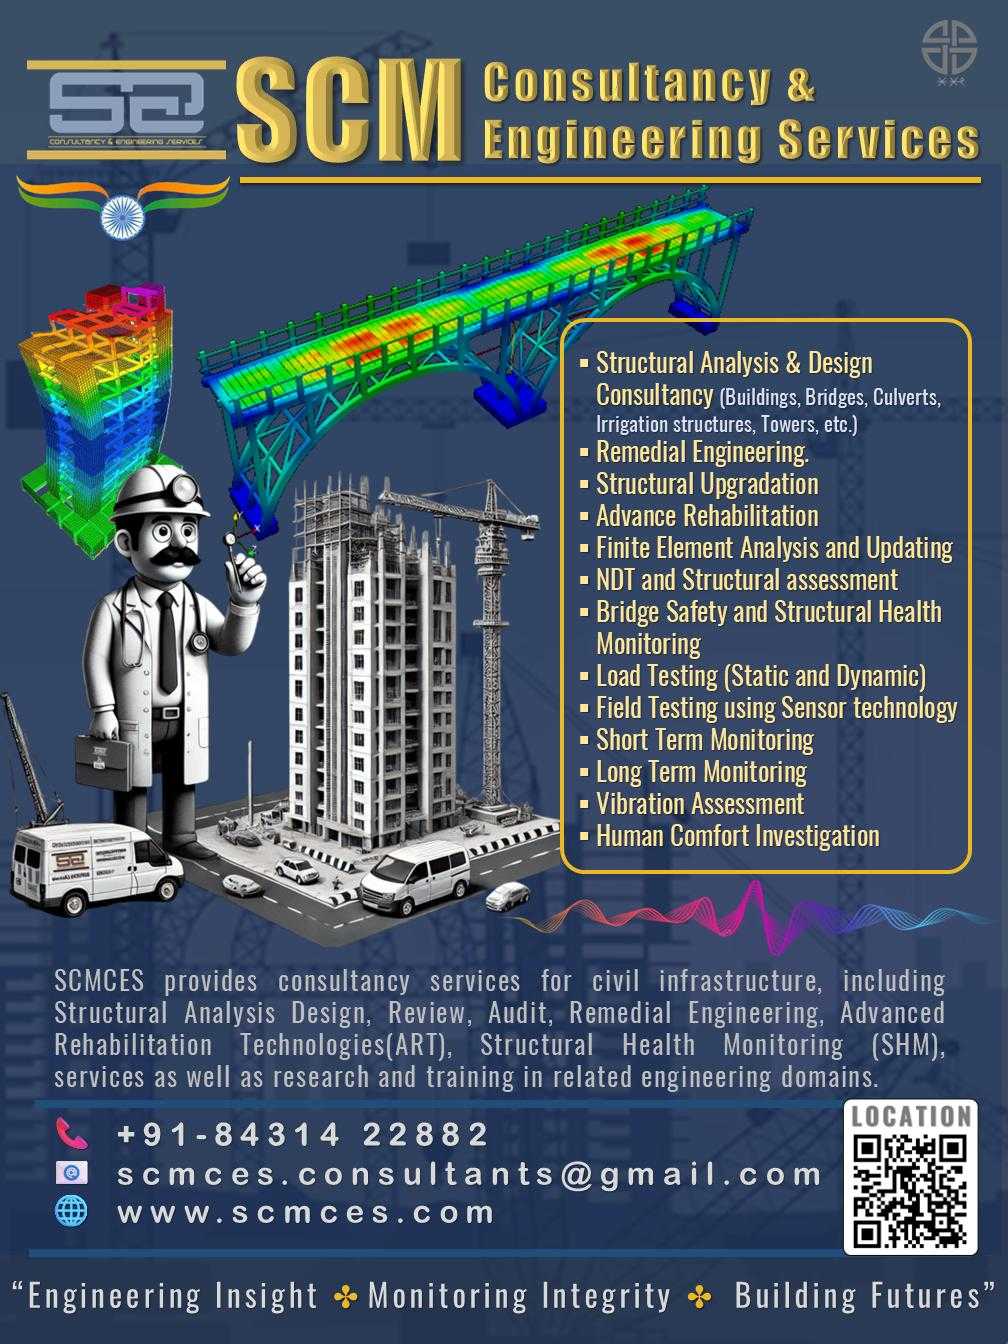 CONSULTANCY & ENGINEERING SERVICES
SCM Consultancy &
Engineering Services
▪ Structural Analysis & Design
Consultancy (Buildings, Bridges, Culverts,
Irrigation structures, Towers, etc.)
▪ Remedial Engineering.
▪ Structural Upgradation
▪ Advance Rehabilitation
▪ Finite Element Analysis and Updating
▪ NDT and Structural assessment
▪ Bridge Safety and Structural Health
Monitoring
▪ Load Testing (Static and Dynamic)
▪ Field Testing using Sensor technology
▪ Short Term Monitoring
▪ Long Term Monitoring
▪ Vibration Assessment
▪ Human Comfort Investigation
SCMCES provides consultancy services for civil infrastructure, including
Structural Analysis Design, Review, Audit, Remedial Engineering, Advanced
Rehabilitation Technologies(ART), Structural Health Monitoring (SHM),
services as well as research and training in related engineering domains.
LOCATION
+91-84314 22882
scmces.consultants@gmail.com
www.scmces.com
“Engineering Insight ✤ Monitoring Integrity ✤ Building Futures”